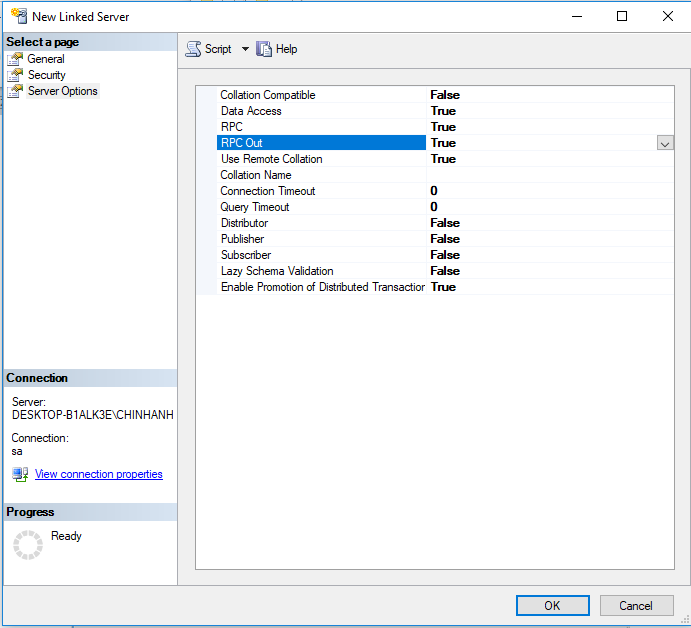 New Linked Server
Select a page
General
Security
Server Options
Script
Help
Collation Compatible False
Data Access True
RPC True
RPC Out True
Use Remote Collation True
Collation Name
Connection Timeout 0
Query Timeout 0
Distributor False
Publisher False
Subscriber False
Lazy Schema Validation False
Enable Promotion of Distributed Transaction True
Connection
Server:
DESKTOP-B1ALK3E\CHINHANH
Connection:
sa
View connection properties
Progress
Ready
OK
Cancel